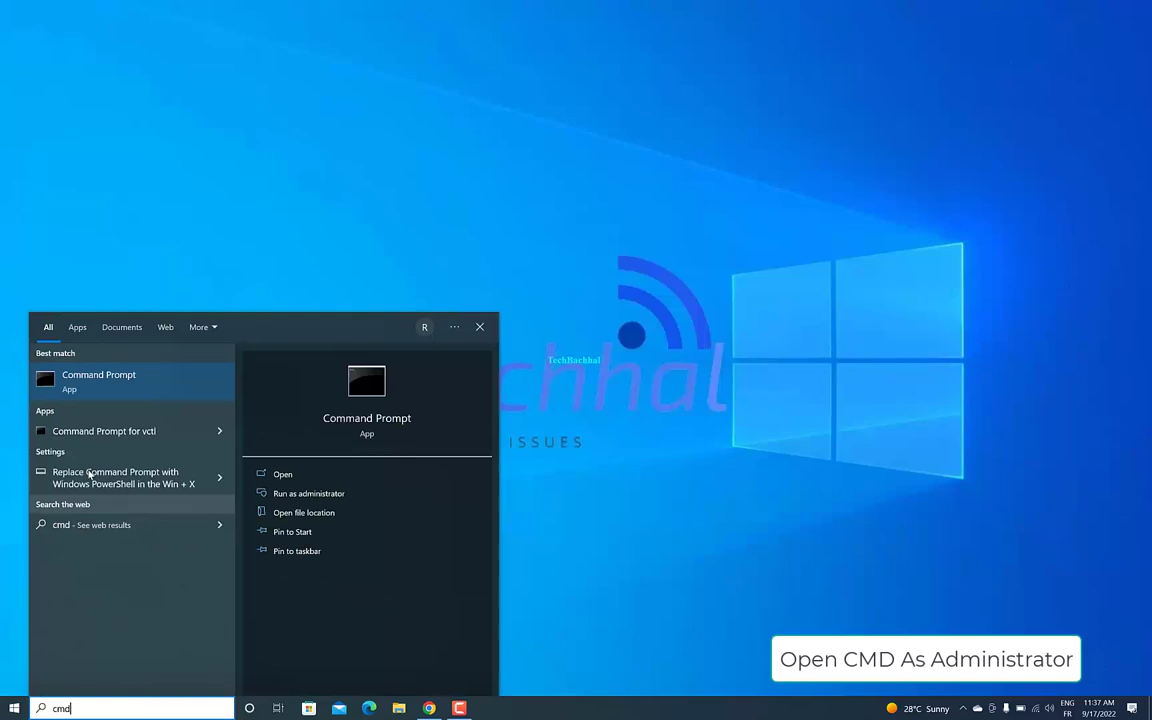 All Apps Documents Web More R ...
Best match
Command Prompt
App
Apps
Command Prompt for vctl
Settings
Replace Command Prompt with
Windows PowerShell in the Win + X
Search the web
cmd - See web results
Command Prompt
App
Open
Run as administrator
Open file location
Pin to Start
Pin to taskbar
TechBachhal
chhal
ISSUES
Open CMD As Administrator
cmd
28°C Sunny
ENG
FR
11:37 AM
9/17/2022